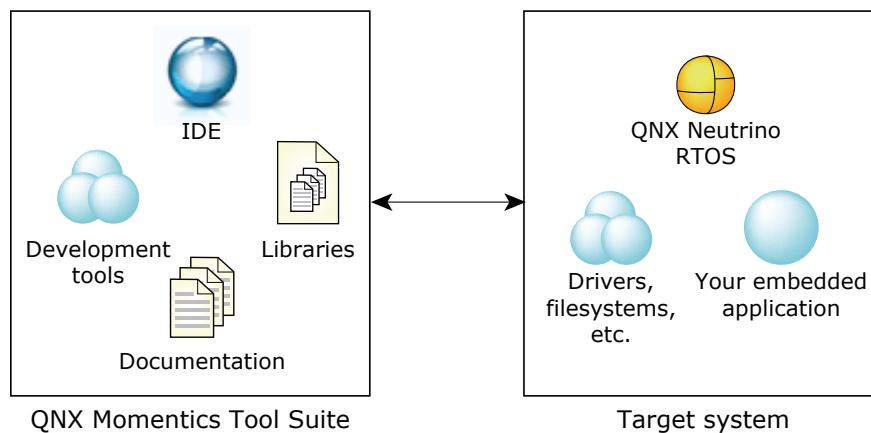 IDE
Development
tools
Libraries
Documentation
QNX Momentics Tool Suite
QNX Neutrino
RTOS
Drivers,
filesystems,
etc.
Your embedded
application
Target system